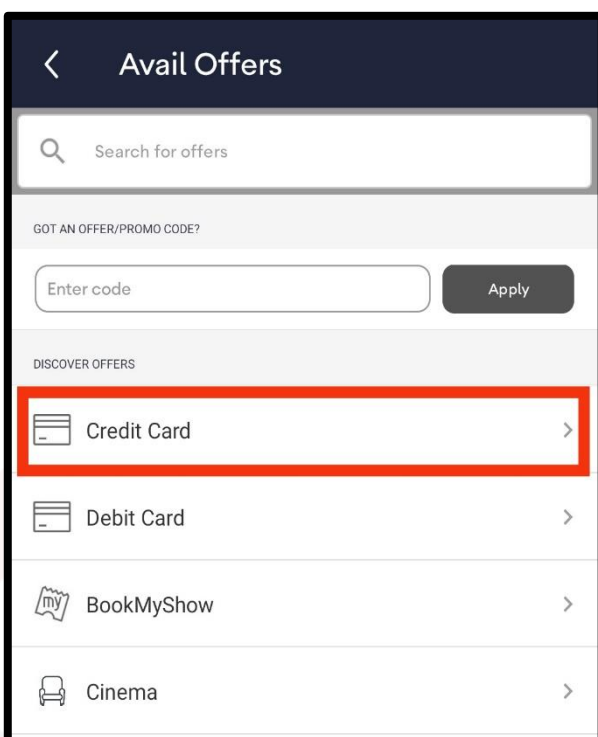 Avail Offers
Search for offers
GOT AN OFFER/PROMO CODE?
Enter code
Apply
DISCOVER OFFERS
Credit Card
Debit Card
my
BookMyShow
Cinema